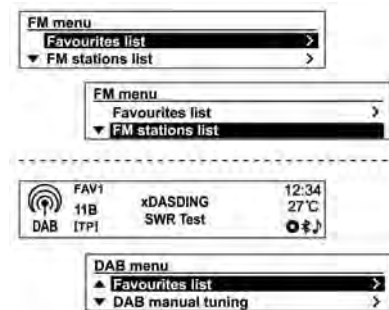 FM menu
Favourites list >
▼ FM stations list >
FM menu
Favourites list >
▼ FM stations list
FAV1 xDASDING 12:34
11B SWR Test 27°C
DAB [TP]
DAB menu
▲ Favourites list >
▼ DAB manual tuning >